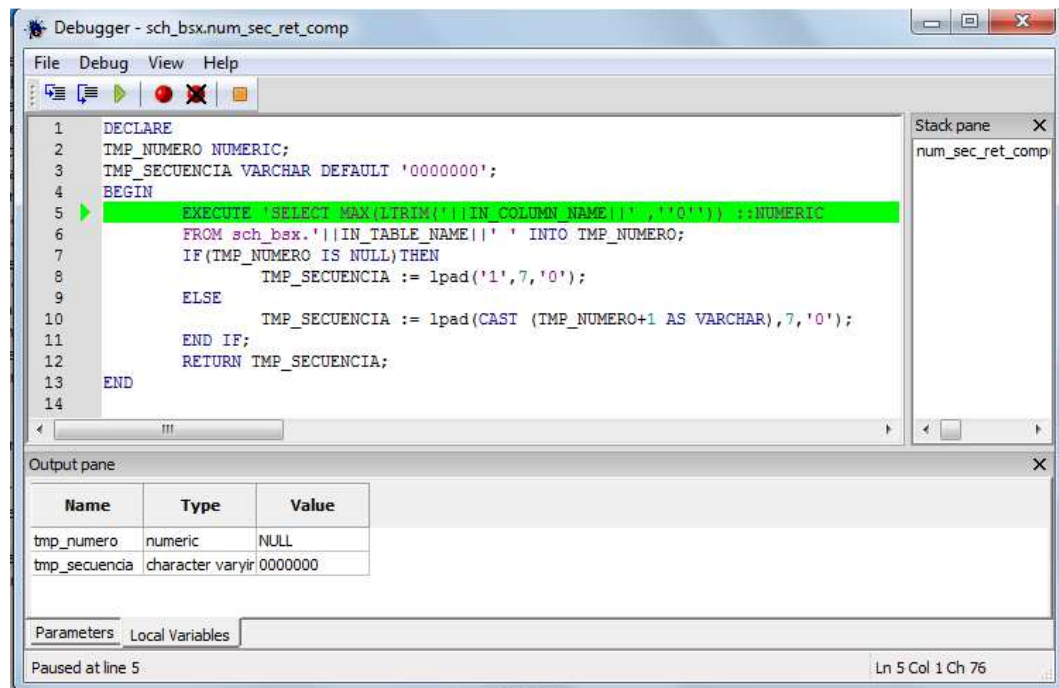 Debugger - sch_bsx.num_sec_ret_comp
File Debug View Help
1 DECLARE
2 TMP_NUMERO NUMERIC;
3 TMP_SECUENCIA VARCHAR DEFAULT '0000000';
4 BEGIN
5 EXECUTE 'SELECT MAX(LTRIM('||IN_COLUMN_NAME||' ,''0'')) ::NUMERIC
6 FROM sch_bsx.'||IN_TABLE_NAME||' ' INTO TMP_NUMERO;
7 IF(TMP_NUMERO IS NULL)THEN
8 TMP_SECUENCIA := lpad('1',7,'0');
9 ELSE
10 TMP_SECUENCIA := lpad(CAST (TMP_NUMERO+1 AS VARCHAR),7,'0');
11 END IF;
12 RETURN TMP_SECUENCIA;
13 END
14
Stack pane
num_sec_ret_comp
Output pane
Name Type Value
tmp_numero numeric NULL
tmp_secuencia character varyin 0000000
Parameters Local Variables
Paused at line 5 Ln 5 Col 1 Ch 76